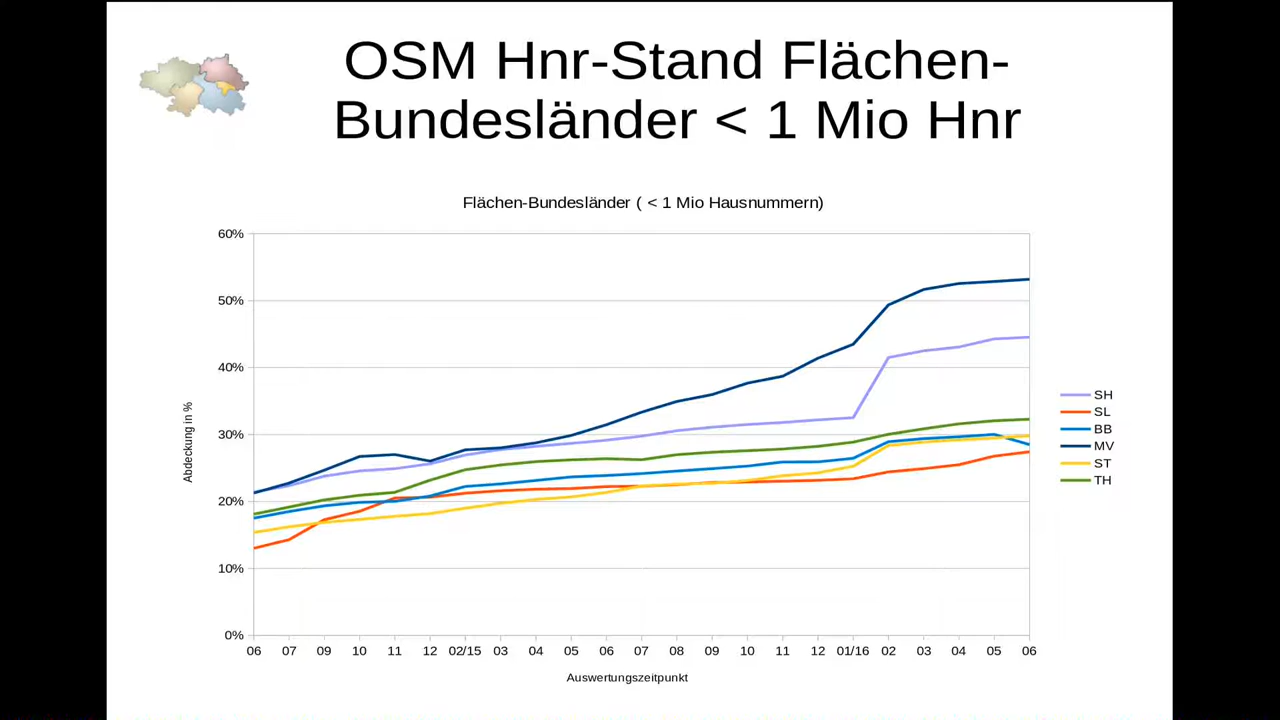 OSM Hnr-Stand Flächen-
Bundesländer < 1 Mio Hnr
Flächen-Bundesländer ( < 1 Mio Hausnummern)
60%
50%
40%
30%
20%
10%
0%
Abdeckung in %
06 07 09 10 11 12 02/15 03 04 05 06 07 08 09 10 11 12 01/16 02 03 04 05 06
Auswertungszeitpunkt
SH
SL
BB
MV
ST
TH